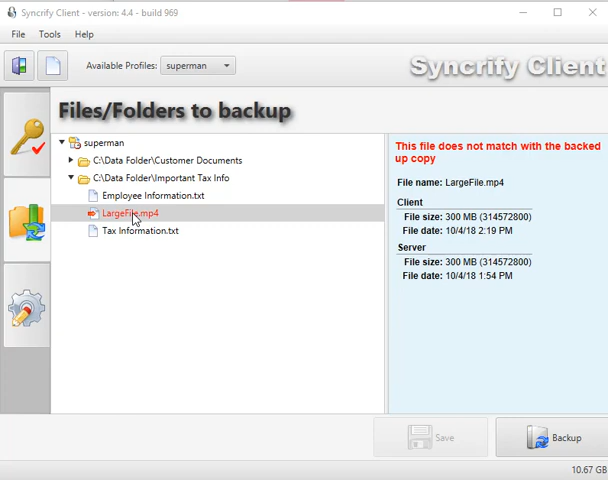 Syncrify Client - version: 4.4 - build 969
File Tools Help
Available Profiles: superman
Syncrify Client
Files/Folders to backup
superman
C:\Data Folder\Customer Documents
C:\Data Folder\Important Tax Info
Employee Information.txt
LargeFile.mp4
Tax Information.txt
This file does not match with the backed
up copy
File name: LargeFile.mp4
Client
File size: 300 MB (314572800)
File date: 10/4/18 2:19 PM
Server
File size: 300 MB (314572800)
File date: 10/4/18 1:54 PM
Save
Backup
10.67 GB